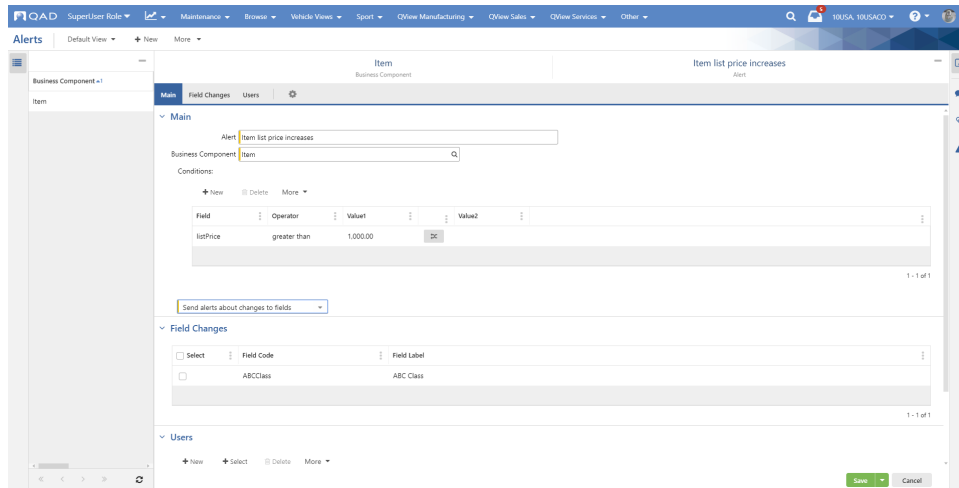 QAD SuperUser Role Maintenance Browse Vehicle Views Sport QView Manufacturing QView Sales QView Services Other 5 10USA, 10USACO
Alerts Default View + New More
Business Component
Item
Item
Business Component
Item list price increases
Alert
Main Field Changes Users
Main
Alert Item list price increases
Business Component Item
Conditions:
+ New Delete More
Field Operator Value1 Value2
listPrice greater than 1,000.00
1 - 1 of 1
Send alerts about changes to fields
Field Changes
Select Field Code Field Label
ABCClass ABC Class
1 - 1 of 1
Users
+ New + Select Delete More
Save Cancel